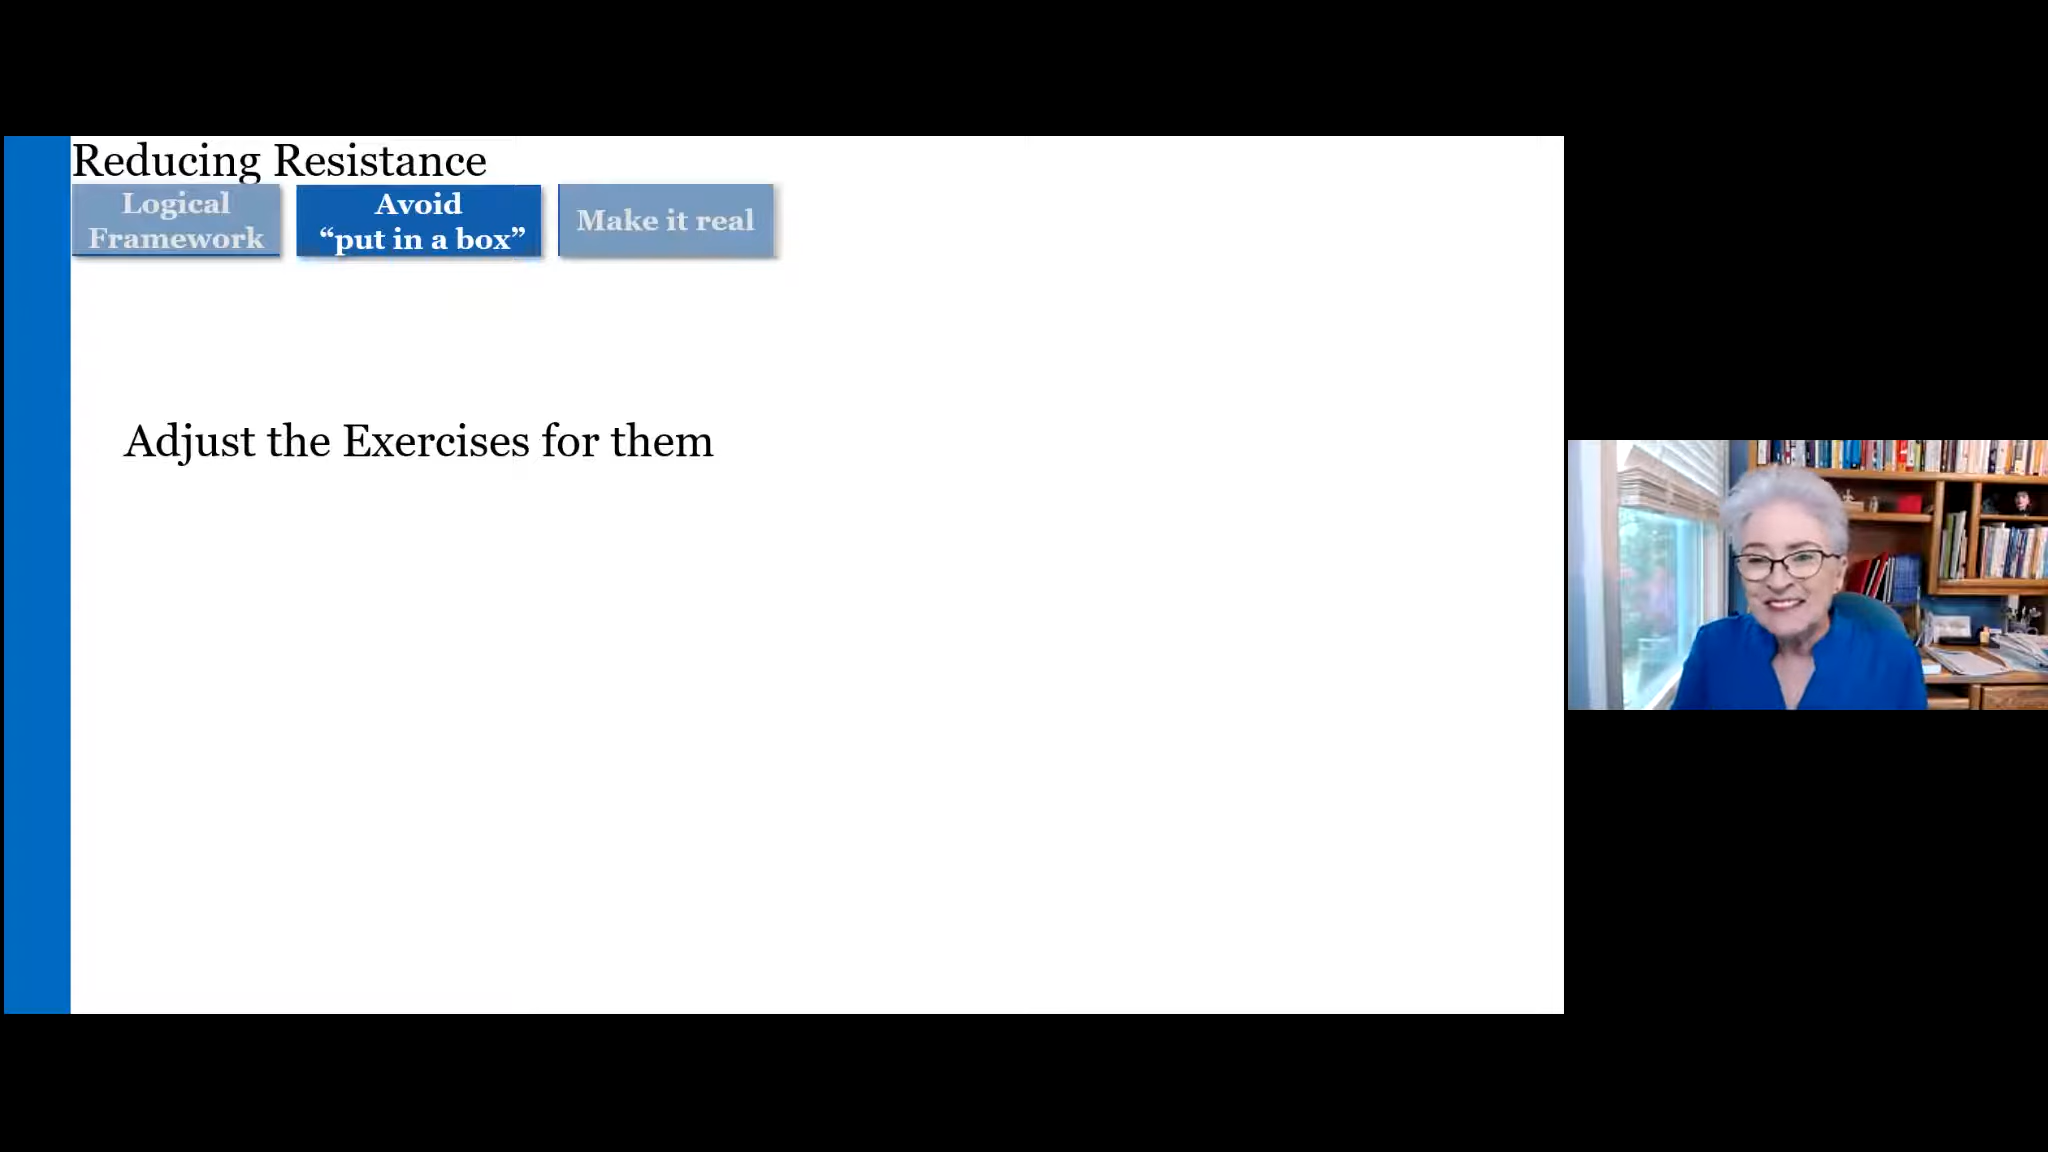 Reducing Resistance
Logical
Framework
Avoid
“put in a box”
Make it real
Adjust the Exercises for them